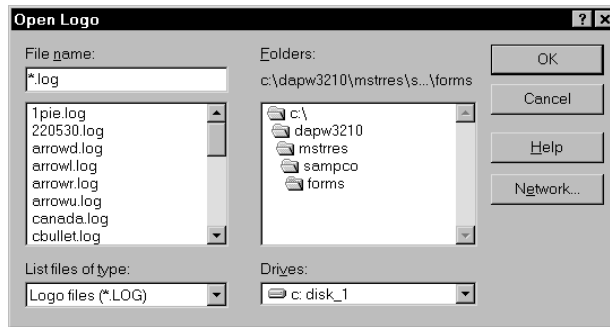 Open Logo
File name:
*.log
1pie.log
220530.log
arrowd.log
arrowl.log
arrowr.log
arrowu.log
canada.log
cbullet.log
List files of type:
Logo files (*.LOG)
Folders:
c:\dapw3210\mstrres\s...\forms
c:\
dapw3210
mstrres
sampco
forms
Drives:
c: disk_1
OK
Cancel
Help
Network...